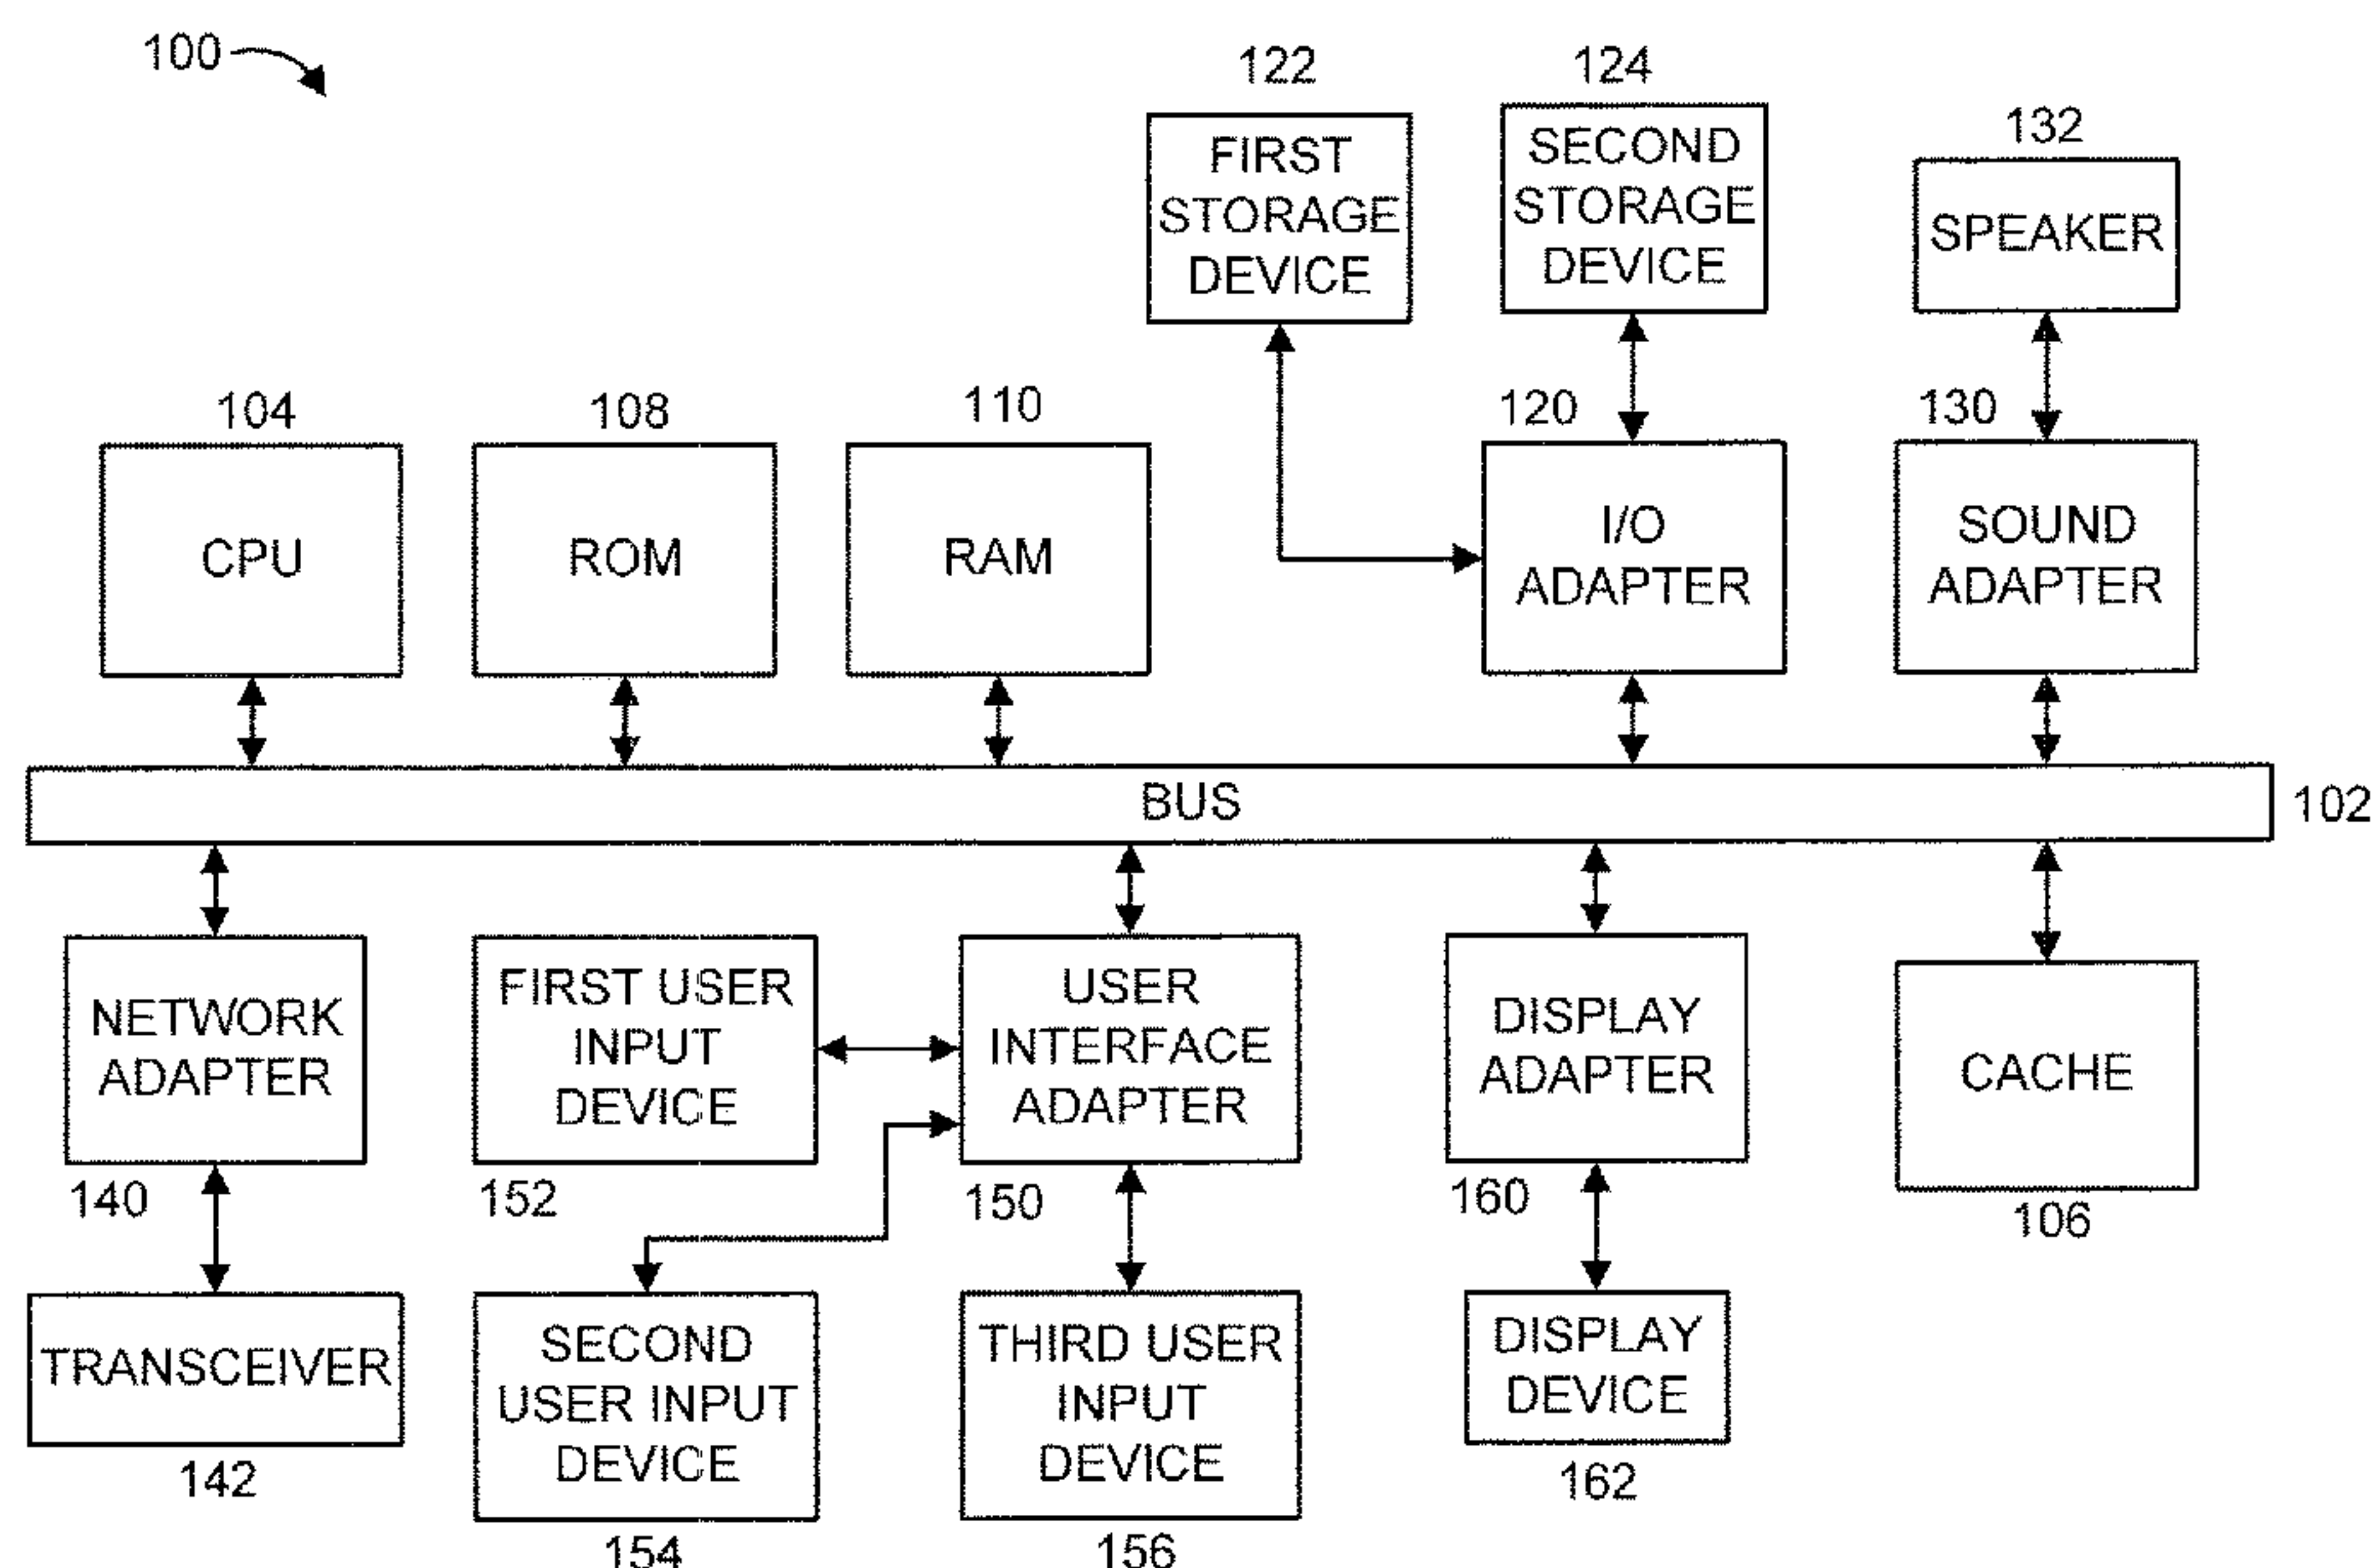 100
122
FIRST
STORAGE
DEVICE
124
SECOND
STORAGE
DEVICE
132
SPEAKER
104
CPU
108
ROM
110
RAM
120
I/O
ADAPTER
130
SOUND
ADAPTER
BUS
102
NETWORK
ADAPTER
140
FIRST USER
INPUT
DEVICE
152
USER
INTERFACE
ADAPTER
150
DISPLAY
ADAPTER
160
CACHE
106
TRANSCEIVER
142
SECOND
USER INPUT
DEVICE
154
THIRD USER
INPUT
DEVICE
156
DISPLAY
DEVICE
162